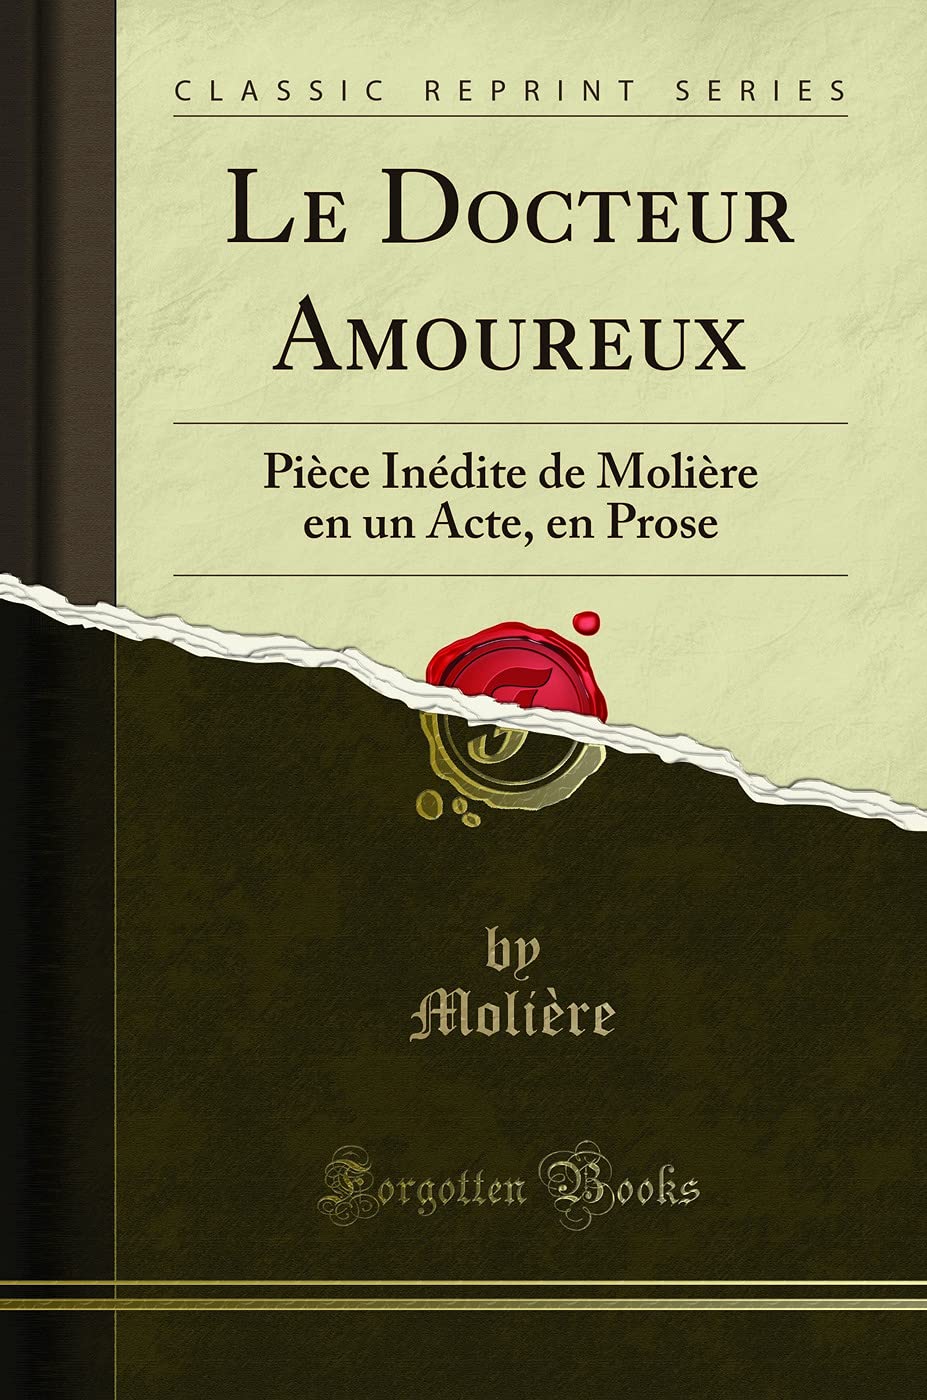 CLASSIC REPRINT SERIES
LE DOCTEUR
AMOUREUX
Pièce Inédite de Molière
en un Acte, en Prose
F
by
Molière
Forgotten Books